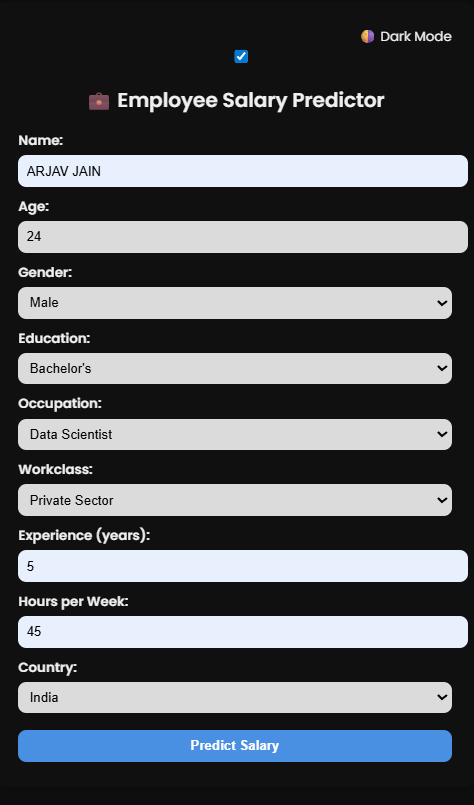 Dark Mode
Employee Salary Predictor
Name:
ARJAV JAIN
Age:
24
Gender:
Male
Education:
Bachelor's
Occupation:
Data Scientist
Workclass:
Private Sector
Experience (years):
5
Hours per Week:
45
Country:
India
Predict Salary